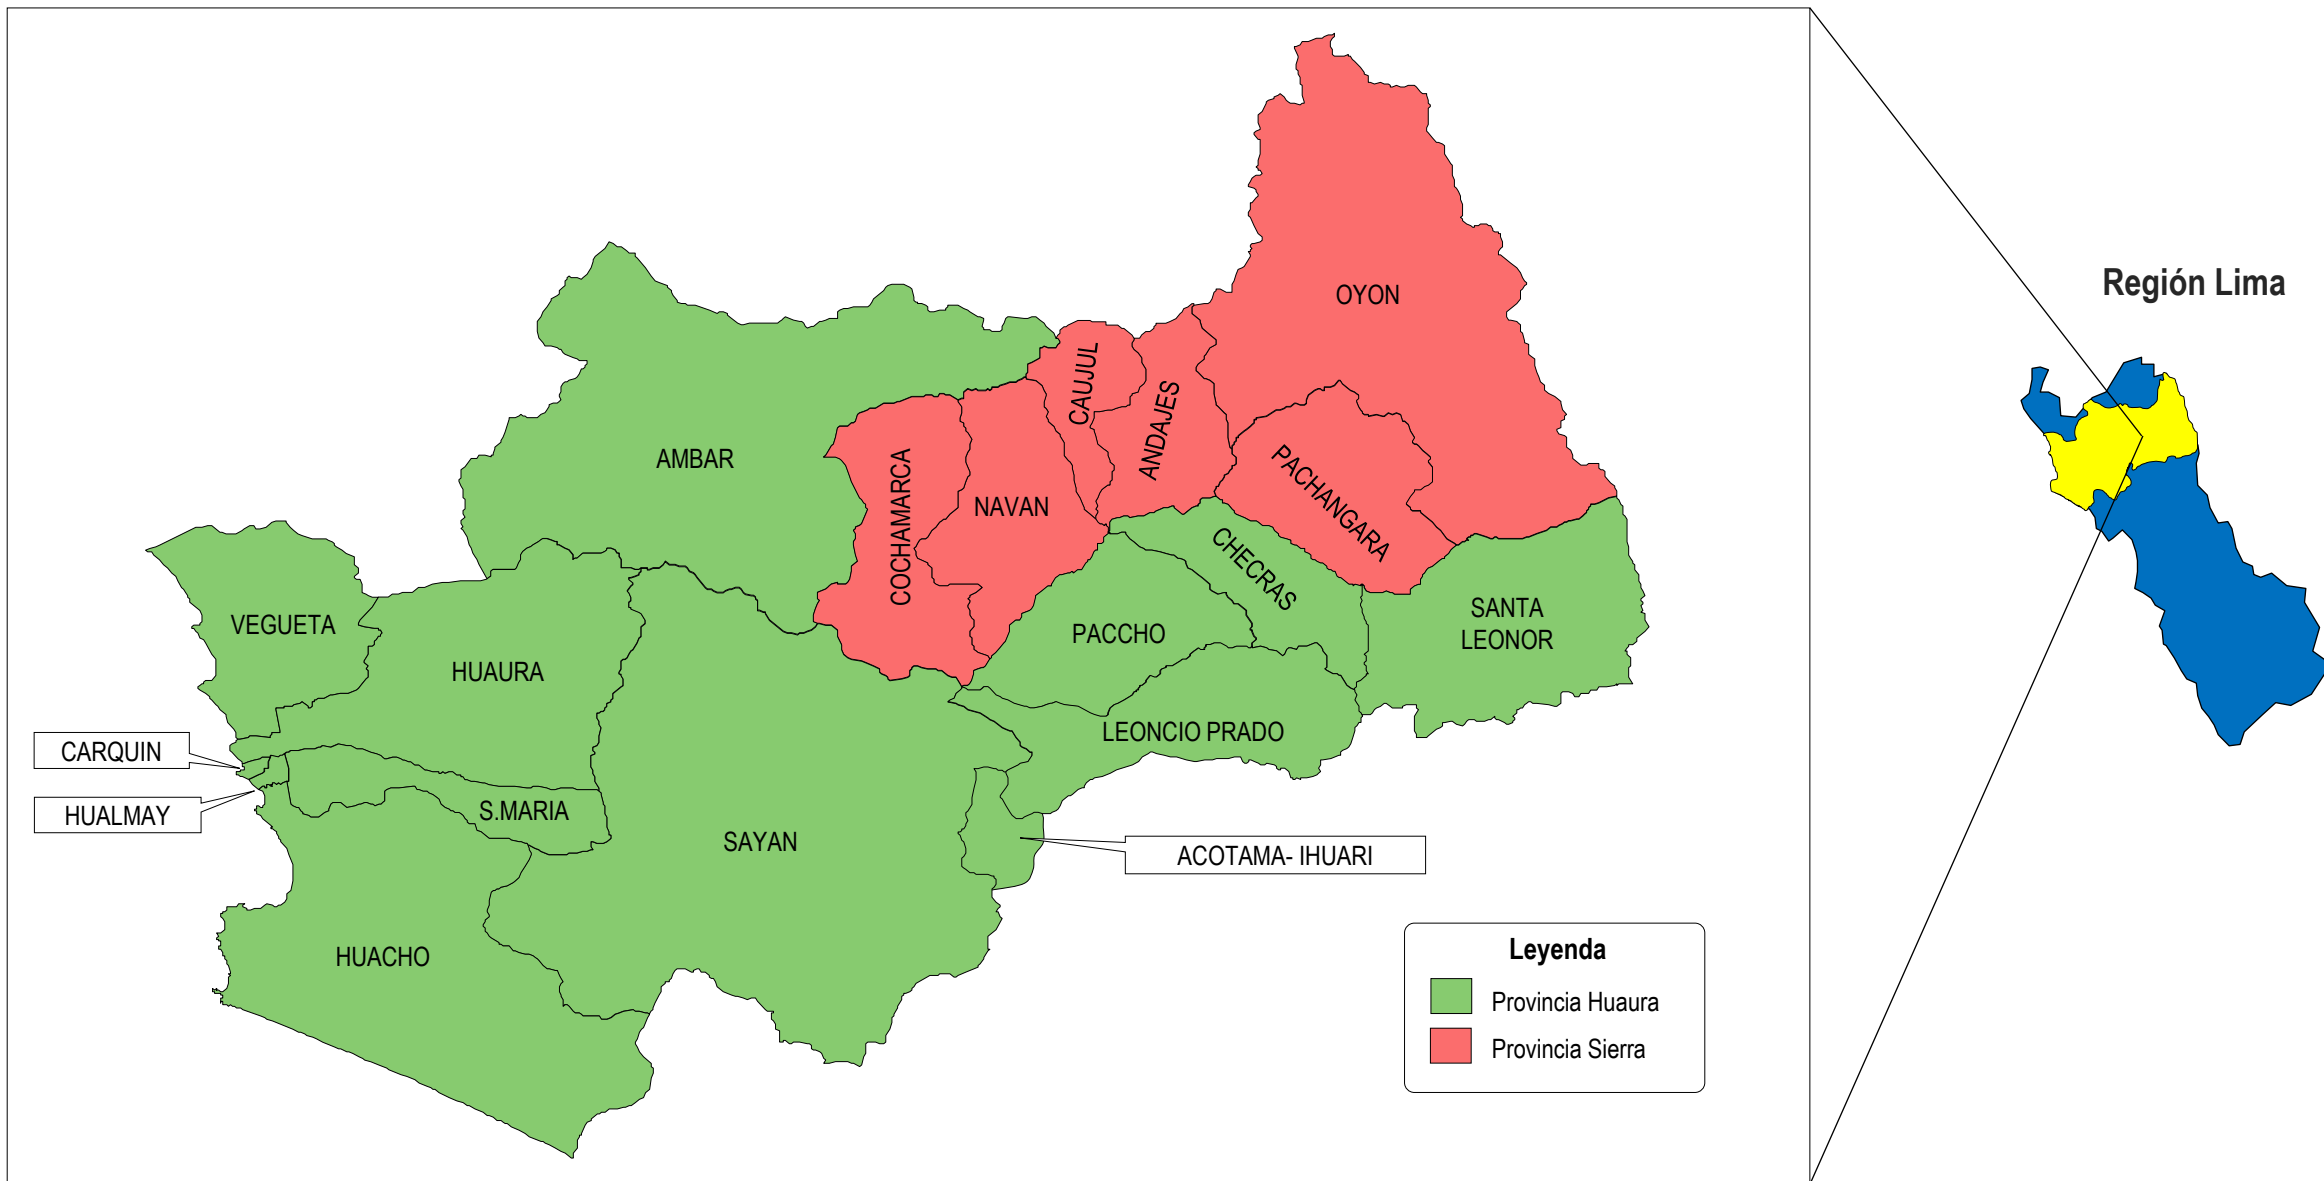 OYON
Región Lima
CAUJUL
ANDAJES
AMBAR
COCHAMARCA
NAVAN
PACHANGARA
CHECRAS
VEGUETA
HUAURA
PACCHO
SANTA
LEONOR
LEONCIO PRADO
CARQUIN
HUALMAY
S.MARIA
SAYAN
ACOTAMA- IHUARI
HUACHO
Leyenda
Provincia Huaura
Provincia Sierra